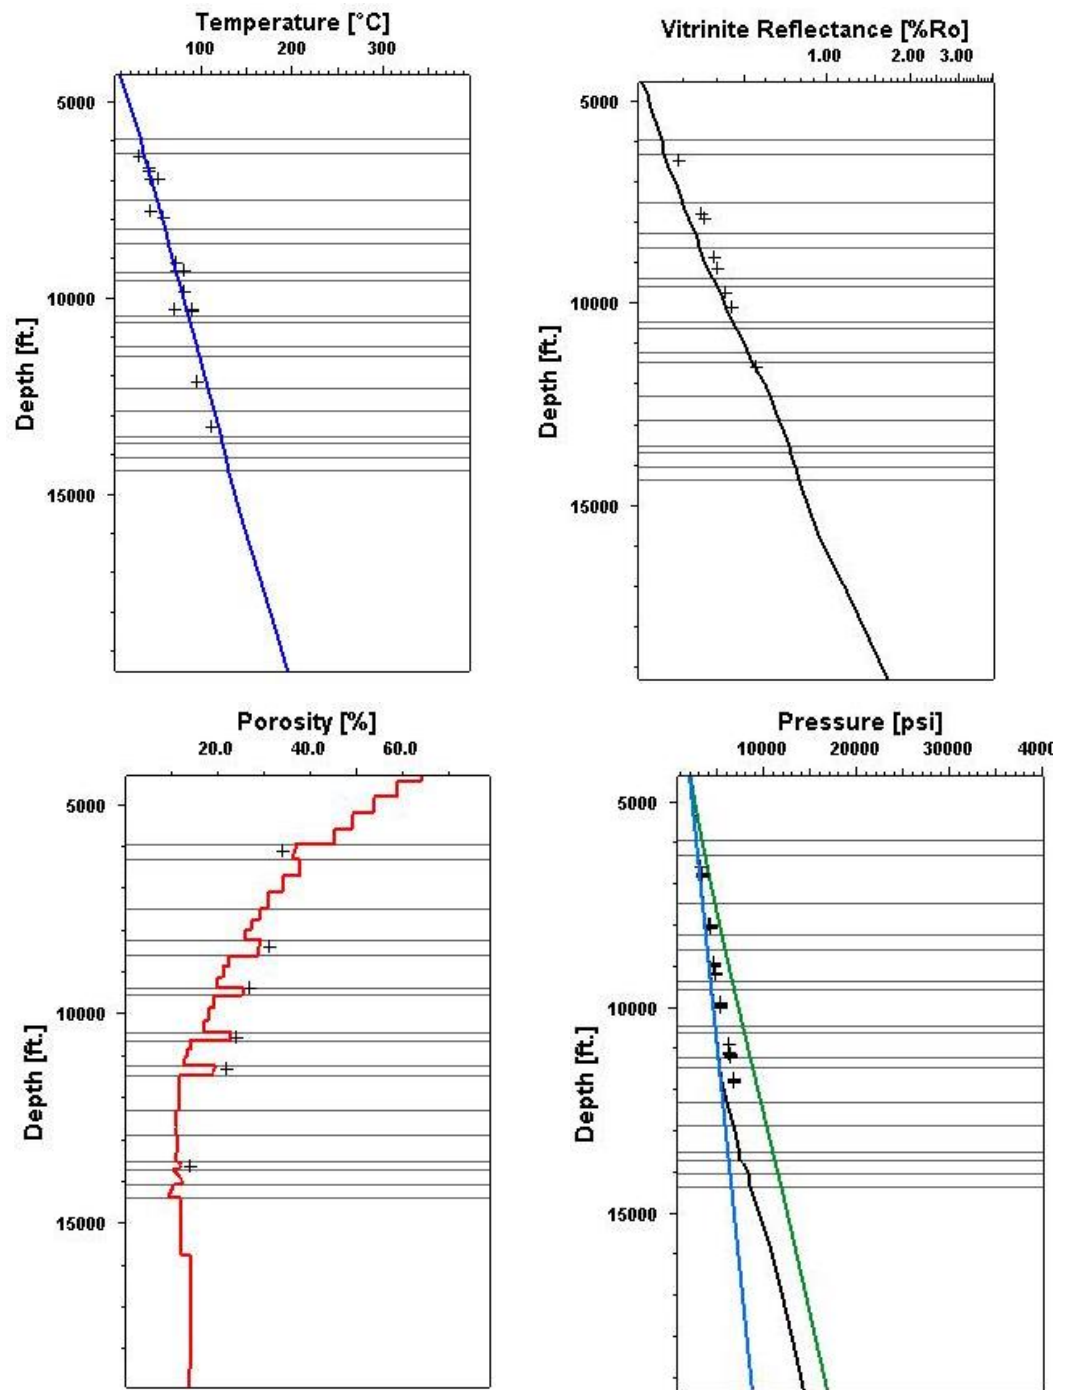 Temperature [°C]
100 200 300
5000
10000
15000
Depth [ft.]
Vitrinite Reflectance [%Ro]
1.00 2.00 3.00
5000
10000
15000
Depth [ft.]
Porosity [%]
20.0 40.0 60.0
5000
10000
15000
Depth [ft.]
Pressure [psi]
10000 20000 30000 4000
5000
10000
15000
Depth [ft.]